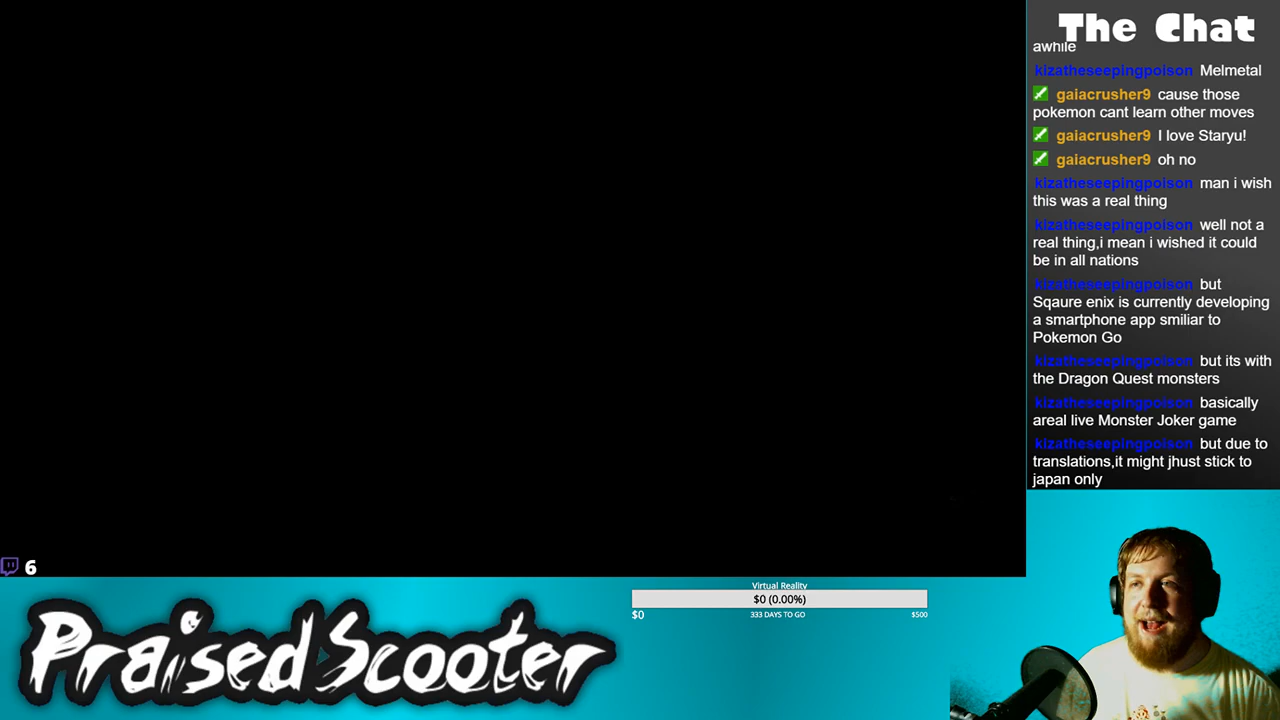 The Chat
awhile
kizatheseepingpoison Melmetal
gaiacrusher9 cause those
pokemon cant learn other moves
gaiacrusher9 I love Staryu!
gaiacrusher9 oh no
kizatheseepingpoison man i wish
this was a real thing
kizatheseepingpoison well not a
real thing,i mean i wished it could
be in all nations
kizatheseepingpoison but
Sqaure enix is currently developing
a smartphone app smiliar to
Pokemon Go
kizatheseepingpoison but its with
the Dragon Quest monsters
kizatheseepingpoison basically
areal live Monster Joker game
kizatheseepingpoison but due to
translations,it might jhust stick to
japan only
6
PraisedScooter
Virtual Reality
$0 (0.00%)
$0 333 DAYS TO GO $500